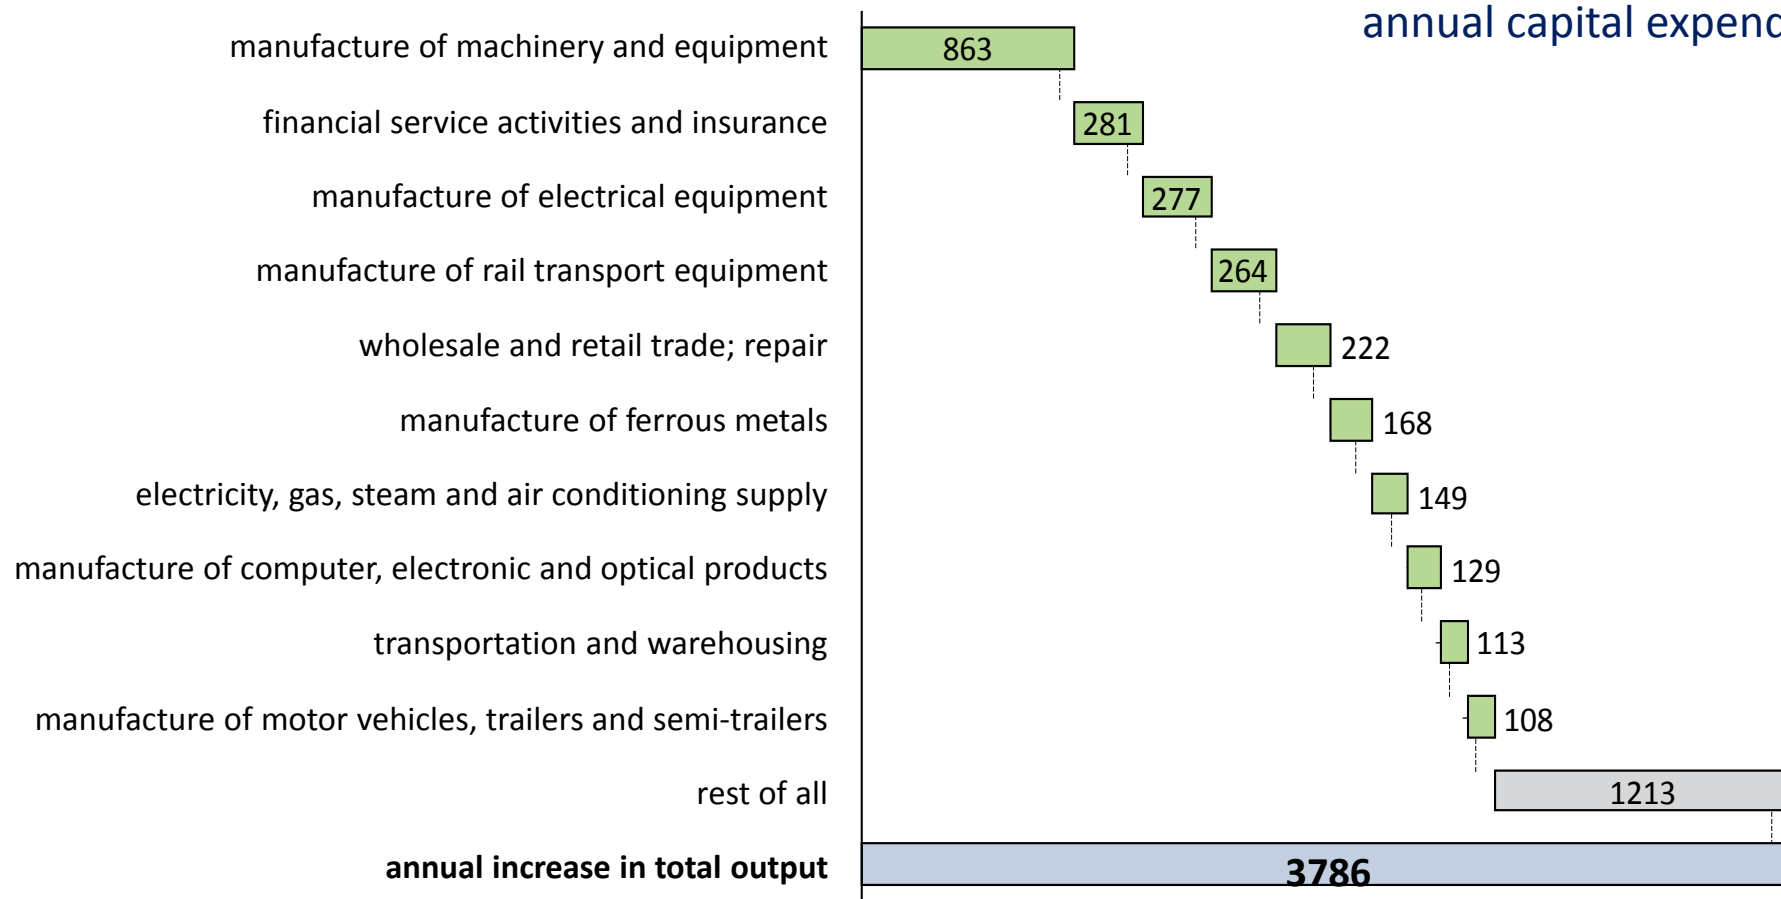 annual capital expend
manufacture of machinery and equipment 863
financial service activities and insurance 281
manufacture of electrical equipment 277
manufacture of rail transport equipment 264
wholesale and retail trade; repair 222
manufacture of ferrous metals 168
electricity, gas, steam and air conditioning supply 149
manufacture of computer, electronic and optical products 129
transportation and warehousing 113
manufacture of motor vehicles, trailers and semi-trailers 108
rest of all 1213
annual increase in total output 3786